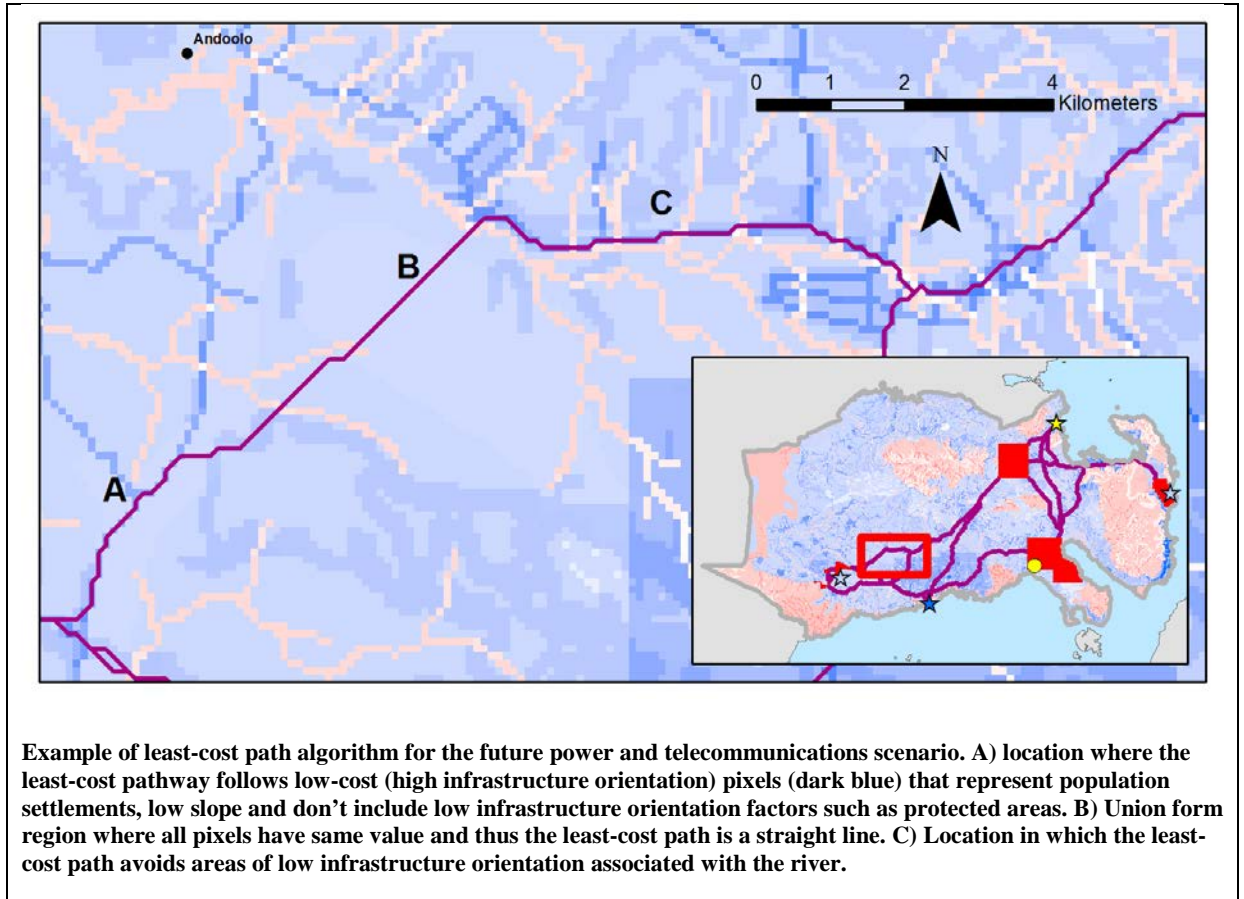 Andoolo
0 1 2 4
Kilometers
N
C
B
A
Example of least-cost path algorithm for the future power and telecommunications scenario. A) location where the
least-cost pathway follows low-cost (high infrastructure orientation) pixels (dark blue) that represent population
settlements, low slope and don’t include low infrastructure orientation factors such as protected areas. B) Union form
region where all pixels have same value and thus the least-cost path is a straight line. C) Location in which the least-
cost path avoids areas of low infrastructure orientation associated with the river.